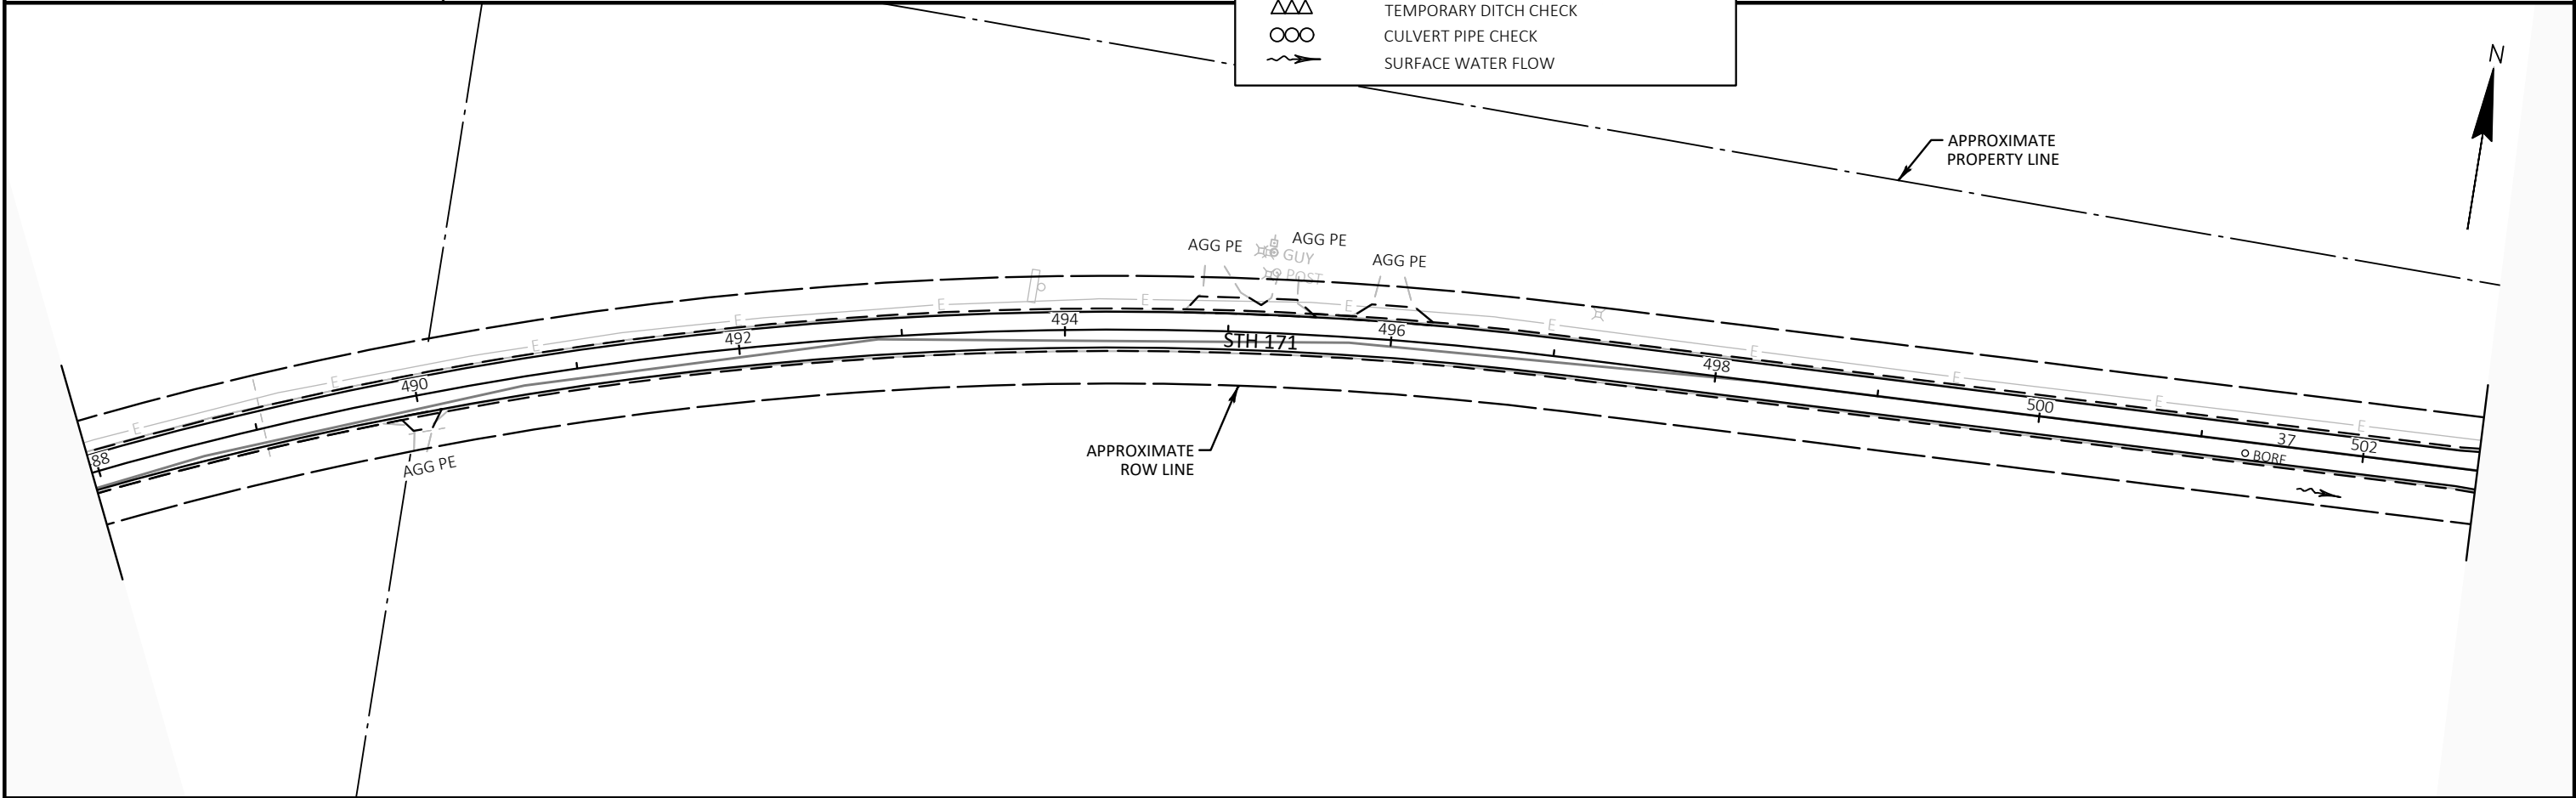 TEMPORARY DITCH CHECK
CULVERT PIPE CHECK
SURFACE WATER FLOW
N
APPROXIMATE
PROPERTY LINE
AGG PE
AGG PE
GUY
AGG PE
POST
E
E
E
E
E
E
E
E
E
E
E
E
88
490
492
494
STH 171
496
498
500
37
502
BORE
AGG PE
APPROXIMATE
ROW LINE